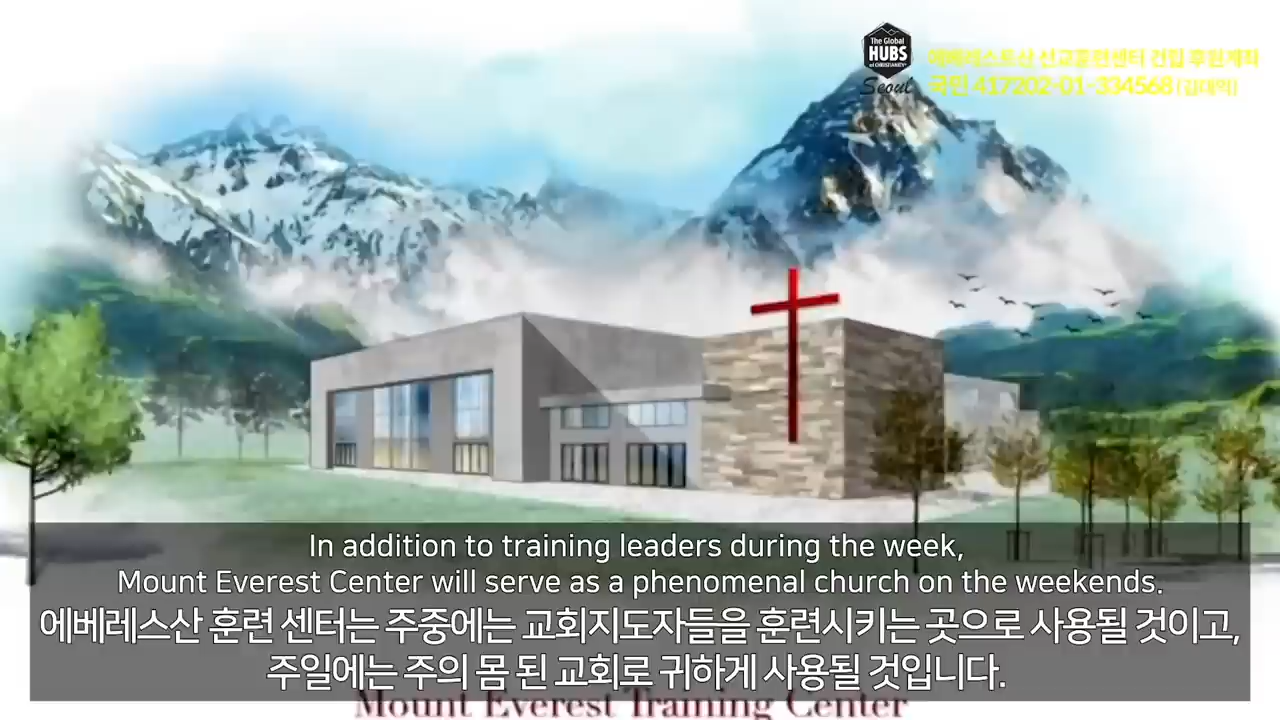 The Global
HUBS
of CHRISTIANITY
Seoul
에베레스트산 선교훈련센터 건립 후원계좌
국민 417202-01-334568 (김대억)
In addition to training leaders during the week,
Mount Everest Center will serve as a phenomenal church on the weekends.
에베레스산 훈련 센터는 주중에는 교회지도자들을 훈련시키는 곳으로 사용될 것이고,
주일에는 주의 몸 된 교회로 귀하게 사용될 것입니다.
Mount Everest Training Center